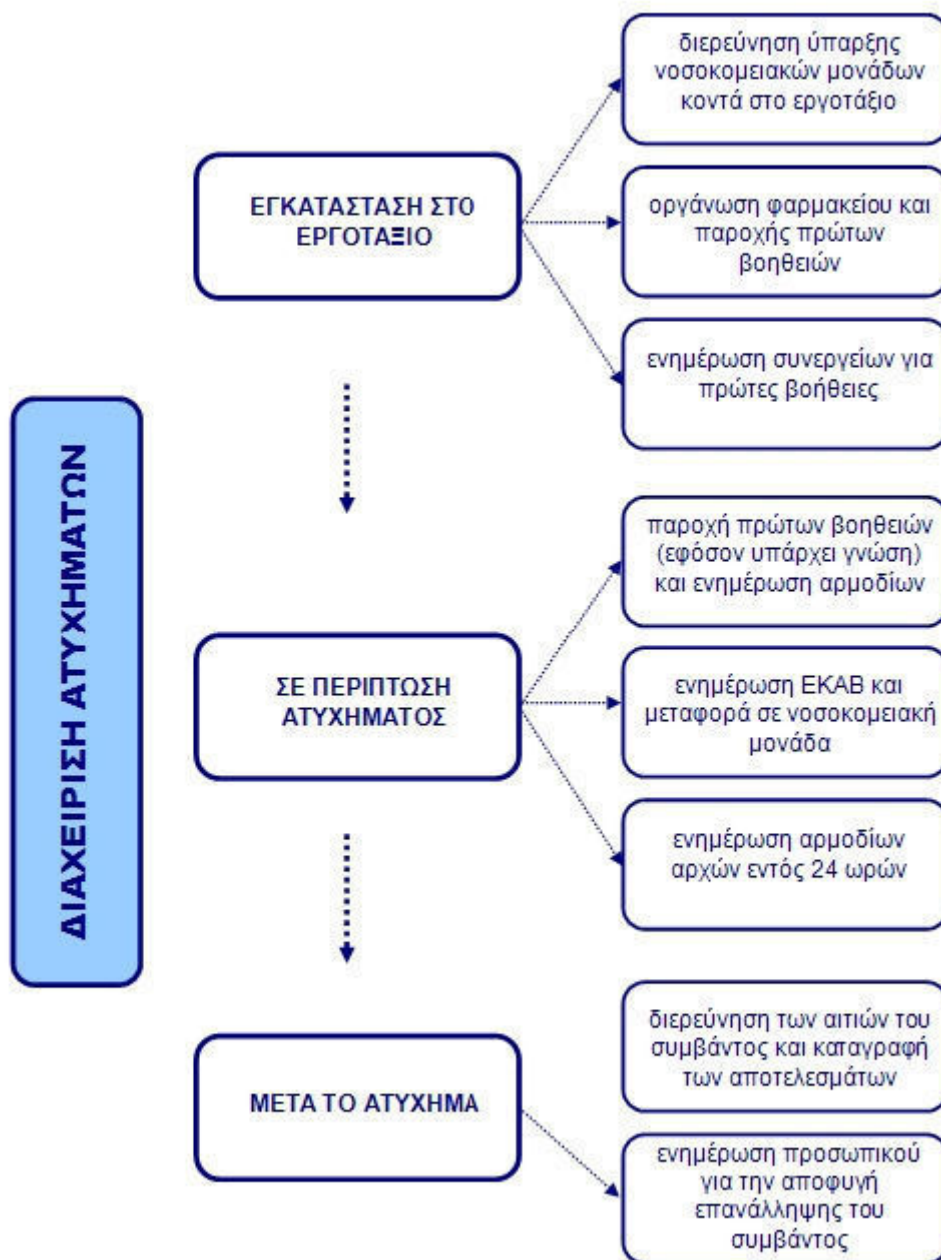 ΔΙΑΧΕΙΡΙΣΗ ΑΤΥΧΗΜΑΤΩΝ
ΕΓΚΑΤΑΣΤΑΣΗ ΣΤΟ
ΕΡΓΟΤΑΞΙΟ
διερεύνηση ύπαρξης
νοσοκομειακών μονάδων
κοντά στο εργοτάξιο
οργάνωση φαρμακείου και
παροχής πρώτων
βοηθειών
ενημέρωση συνεργείων για
πρώτες βοήθειες
ΣΕ ΠΕΡΙΠΤΩΣΗ
ΑΤΥΧΗΜΑΤΟΣ
παροχή πρώτων βοηθειών
(εφόσον υπάρχει γνώση)
και ενημέρωση αρμοδίων
ενημέρωση ΕΚΑΒ και
μεταφορά σε νοσοκομειακή
μονάδα
ενημέρωση αρμοδίων
αρχών εντός 24 ωρών
ΜΕΤΑ ΤΟ ΑΤΥΧΗΜΑ
διερεύνηση των αιτιών του
συμβάντος και καταγραφή
των αποτελεσμάτων
ενημέρωση προσωπικού
για την αποφυγή
επανάλληψης του
συμβάντος